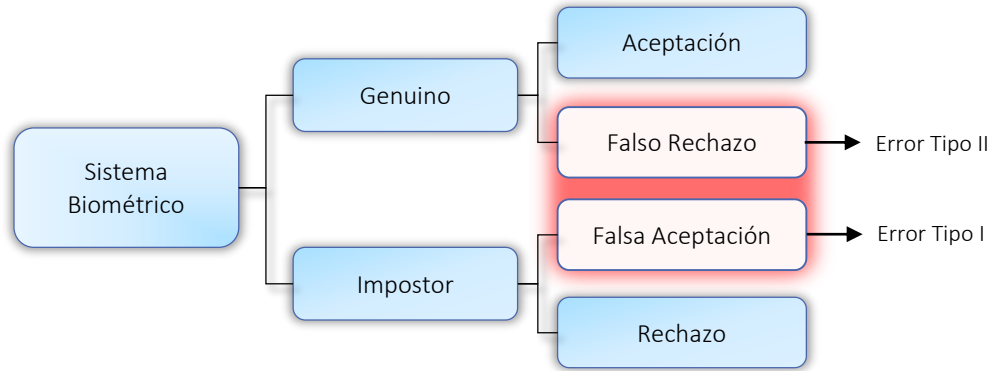 Sistema
Biométrico
Genuino
Impostor
Aceptación
Falso Rechazo
Falsa Aceptación
Rechazo
Error Tipo II
Error Tipo I